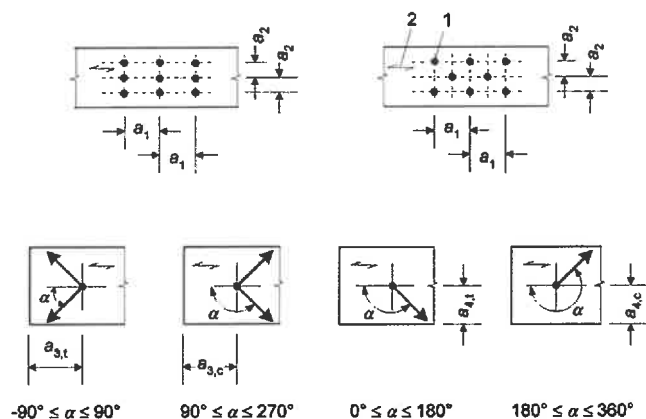 a₂
a₂
a₁
a₁
2
1
a₂
a₂
a₁
a₁
α
a₃,t
-90° ≤ α ≤ 90°
α
a₃,c
90° ≤ α ≤ 270°
α
a₄,t
0° ≤ α ≤ 180°
α
a₄,c
180° ≤ α ≤ 360°